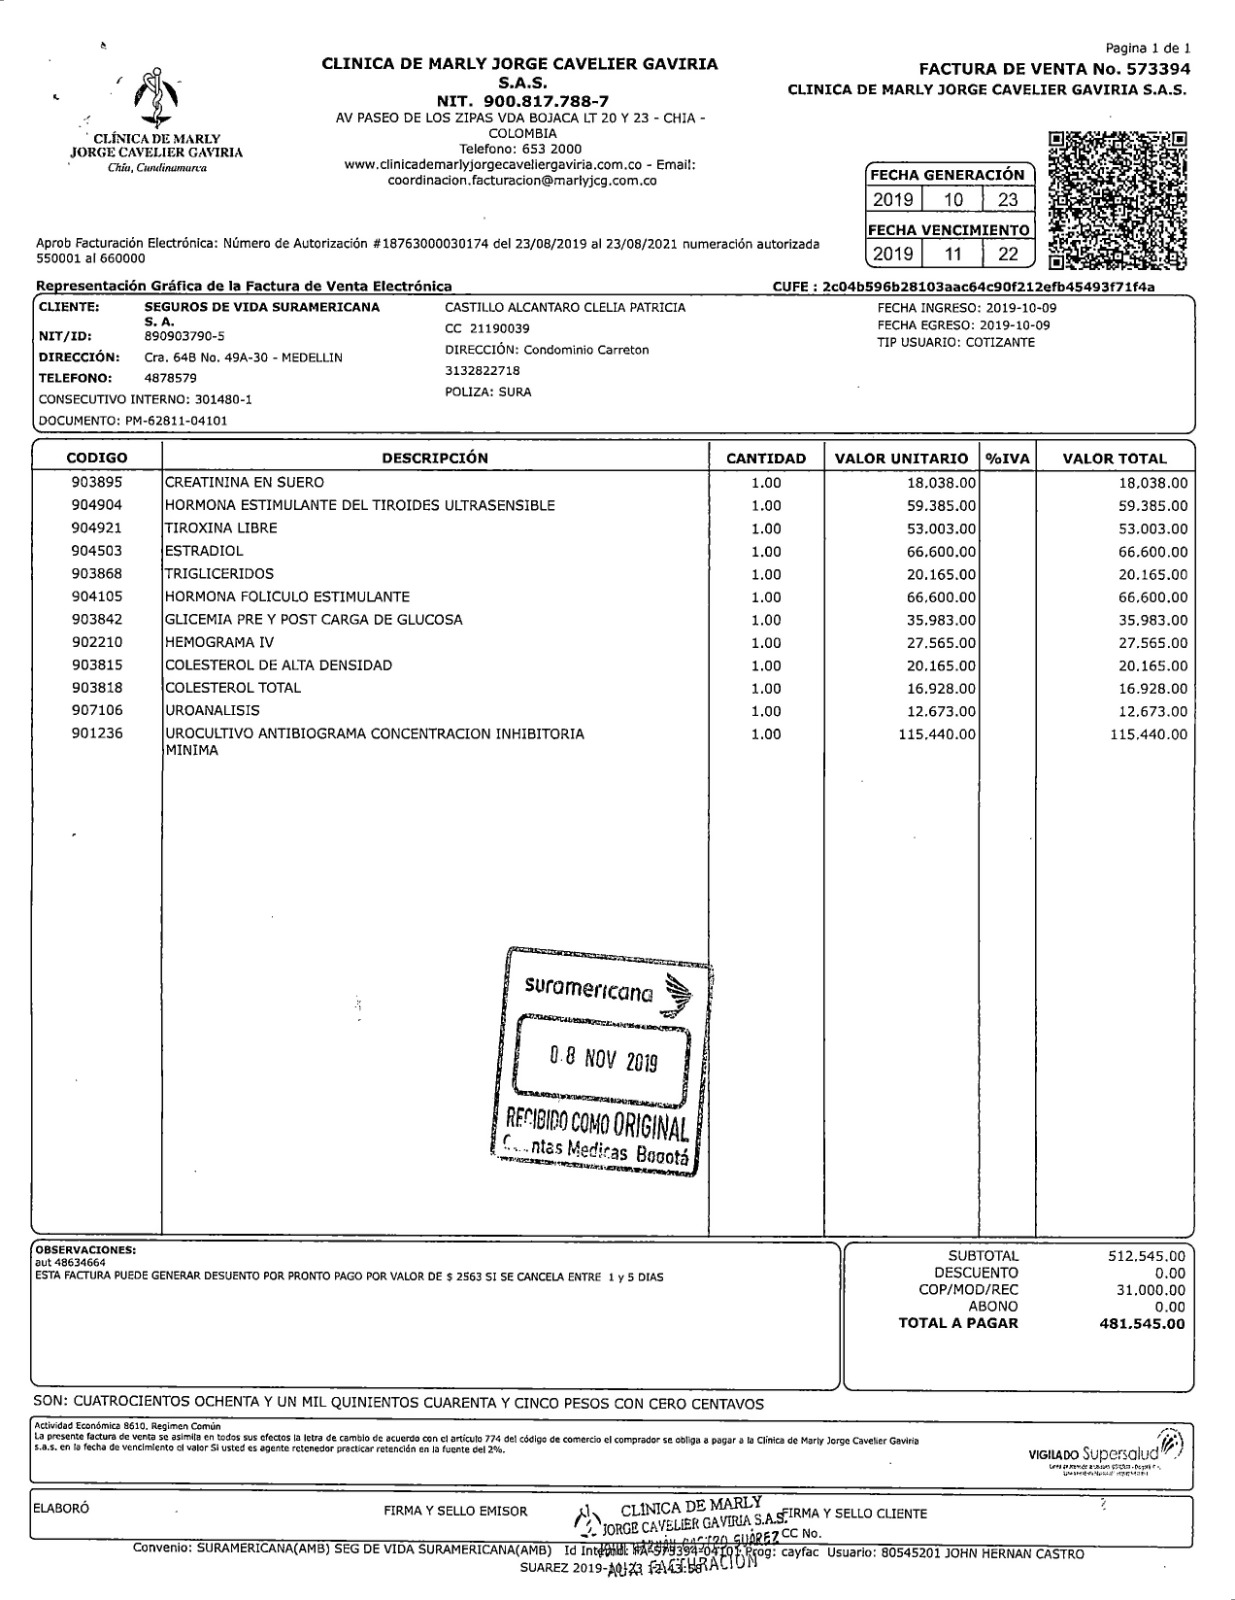 Pagina 1 de 1
FACTURA DE VENTA No. 573394
CLINICA DE MARLY JORGE CAVELIER GAVIRIA S.A.S.
CLÍNICA DE MARLY
JORGE CAVELIER GAVIRIA
Chía, Cundinamarca
CLINICA DE MARLY JORGE CAVELIER GAVIRIA
S.A.S.
NIT. 900.817.788-7
AV PASEO DE LOS ZIPAS VDA BOJACA LT 20 Y 23 - CHIA -
COLOMBIA
Telefono: 653 2000
www.clinicademarlyjorgecaveliergaviria.com.co - Email:
coordinacion.facturacion@marlyjcg.com.co
FECHA GENERACIÓN
2019 10 23
FECHA VENCIMIENTO
2019 11 22
Aprob Facturación Electrónica: Número de Autorización #18763000030174 del 23/08/2019 al 23/08/2021 numeración autorizada
550001 al 660000
Representación Gráfica de la Factura de Venta Electrónica
CUFE : 2c04b596b28103aac64c90f212efb45493f71f4a
CLIENTE: SEGUROS DE VIDA SURAMERICANA
S. A.
NIT/ID: 890903790-5
DIRECCIÓN: Cra. 64B No. 49A-30 - MEDELLIN
TELEFONO: 4878579
CONSECUTIVO INTERNO: 301480-1
DOCUMENTO: PM-62811-04101
CASTILLO ALCANTARO CLELIA PATRICIA
CC 21190039
DIRECCIÓN: Condominio Carreton
3132822718
POLIZA: SURA
FECHA INGRESO: 2019-10-09
FECHA EGRESO: 2019-10-09
TIP USUARIO: COTIZANTE
CODIGO DESCRIPCIÓN CANTIDAD VALOR UNITARIO %IVA VALOR TOTAL
903895 CREATININA EN SUERO 1.00 18.038.00 18.038.00
904904 HORMONA ESTIMULANTE DEL TIROIDES ULTRASENSIBLE 1.00 59.385.00 59.385.00
904921 TIROXINA LIBRE 1.00 53.003.00 53.003.00
904503 ESTRADIOL 1.00 66.600.00 66.600.00
903868 TRIGLICERIDOS 1.00 20.165.00 20.165.00
904105 HORMONA FOLICULO ESTIMULANTE 1.00 66.600.00 66.600.00
903842 GLICEMIA PRE Y POST CARGA DE GLUCOSA 1.00 35.983.00 35.983.00
902210 HEMOGRAMA IV 1.00 27.565.00 27.565.00
903815 COLESTEROL DE ALTA DENSIDAD 1.00 20.165.00 20.165.00
903818 COLESTEROL TOTAL 1.00 16.928.00 16.928.00
907106 UROANALISIS 1.00 12.673.00 12.673.00
901236 UROCULTIVO ANTIBIOGRAMA CONCENTRACION INHIBITORIA 1.00 115.440.00 115.440.00
MINIMA
suramericana
08 NOV 2019
RECIBIDO COMO ORIGINAL
Medicas Bogotá
OBSERVACIONES:
aut 48634664
ESTA FACTURA PUEDE GENERAR DESUENTO POR PRONTO PAGO POR VALOR DE $ 2563 SI SE CANCELA ENTRE 1 y 5 DIAS
SUBTOTAL 512,545.00
DESCUENTO 0.00
COP/MOD/REC 31,000.00
ABONO 0.00
TOTAL A PAGAR 481,545.00
SON: CUATROCIENTOS OCHENTA Y UN MIL QUINIENTOS CUARENTA Y CINCO PESOS CON CERO CENTAVOS
Actividad Económica 8610, Regimen Común
La presente factura de venta se asimila en todos sus efectos la letra de cambio de acuerdo con el artículo 774 del código de comercio el comprador se obliga a pagar a la Clínica de Marly Jorge Cavelier Gaviria
s.a.s. en la fecha de vencimiento el valor Si usted es agente retenedor practicar retención en la fuente del 2%.
VIGILADO Supersalud
ELABORÓ FIRMA Y SELLO EMISOR FIRMA Y SELLO CLIENTE
CC No.
CLINICA DE MARLY
JORGE CAVELIER GAVIRIA S.A.S.
CASTRO SUÁREZ
AUX. FACTURACION
Convenio: SURAMERICANA(AMB) SEG DE VIDA SURAMERICANA(AMB) Id Prog: cayfac Usuario: 80545201 JOHN HERNAN CASTRO
SUAREZ